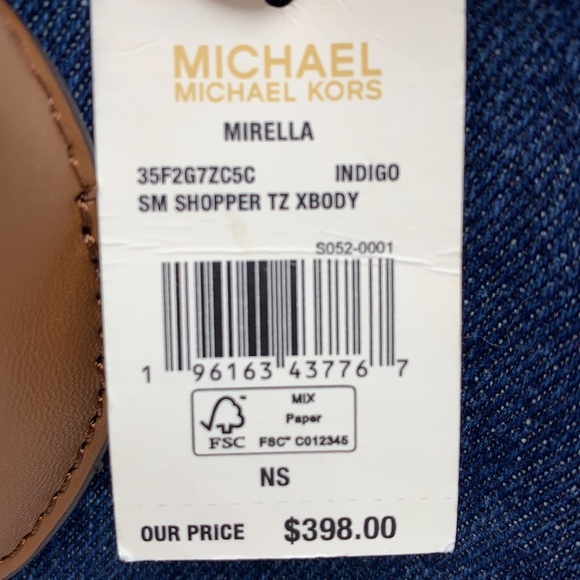 MICHAEL
MICHAEL KORS
MIRELLA
35F2G7ZC5C INDIGO
SM SHOPPER TZ XBODY
S052-0001
1 96163 43776 7
MIX
Paper
FSC™ C012345
FSC
NS
OUR PRICE $398.00